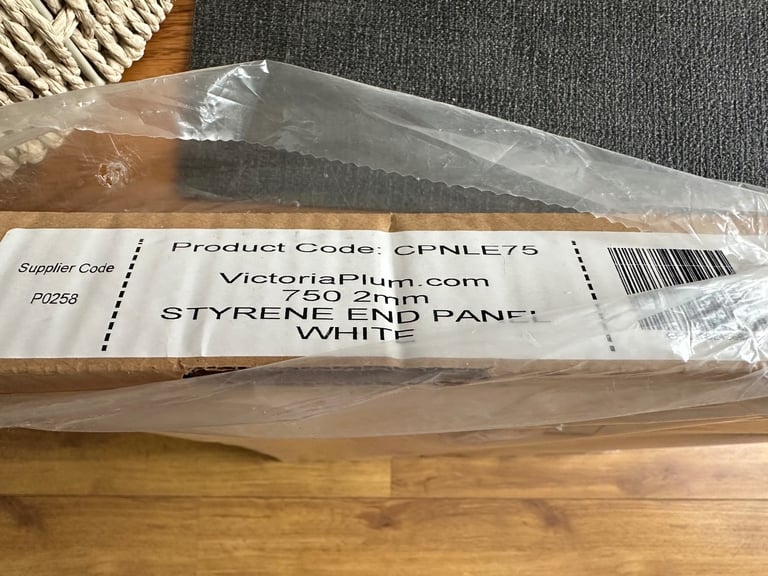 Supplier Code
P0258
Product Code: CPNLE75
VictoriaPlum.com
750 2mm
STYRENE END PANEL
WHITE